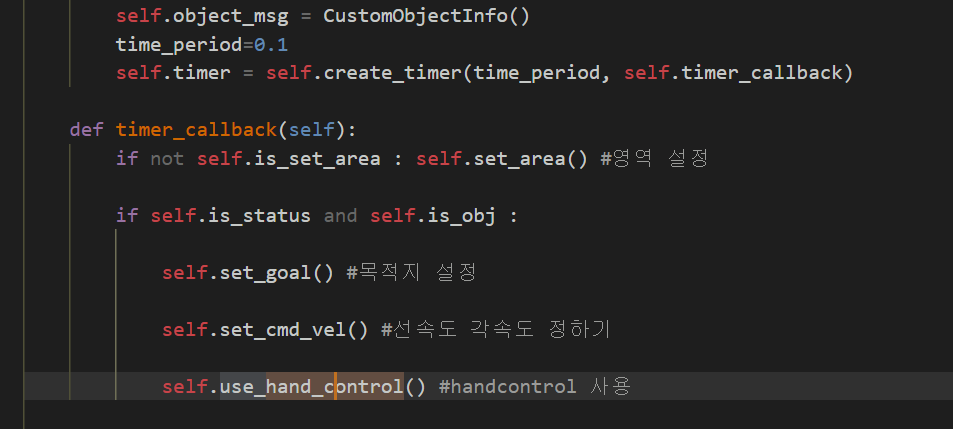 self.object_msg = CustomObjectInfo()
time_period=0.1
self.timer = self.create_timer(time_period, self.timer_callback)
def timer_callback(self):
if not self.is_set_area : self.set_area() #영역 설정
if self.is_status and self.is_obj :
self.set_goal() #목적지 설정
self.set_cmd_vel() #선속도 각속도 정하기
self.use_hand_control() #handcontrol 사용